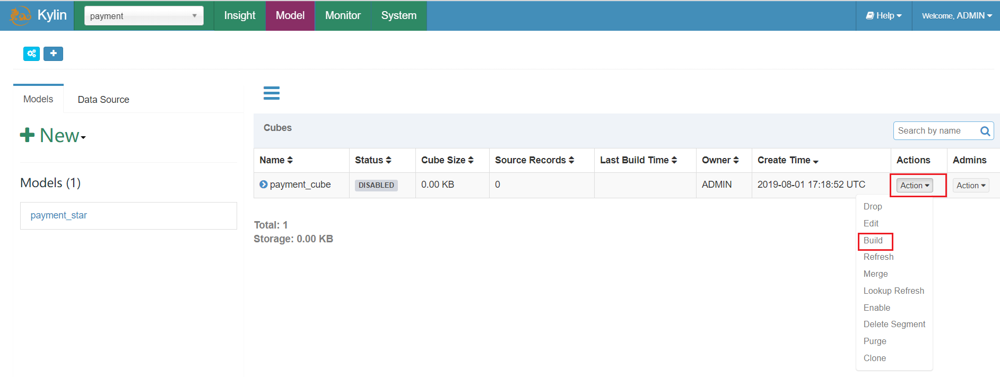 Kylin payment Insight Model Monitor System Help Welcome, ADMIN
Models Data Source
New
Models (1)
payment_star
Cubes
Search by name
Name Status Cube Size Source Records Last Build Time Owner Create Time Actions Admins
payment_cube DISABLED 0.00 KB 0 ADMIN 2019-08-01 17:18:52 UTC Action Action
Total: 1
Storage: 0.00 KB
Drop
Edit
Build
Refresh
Merge
Lookup Refresh
Enable
Delete Segment
Purge
Clone